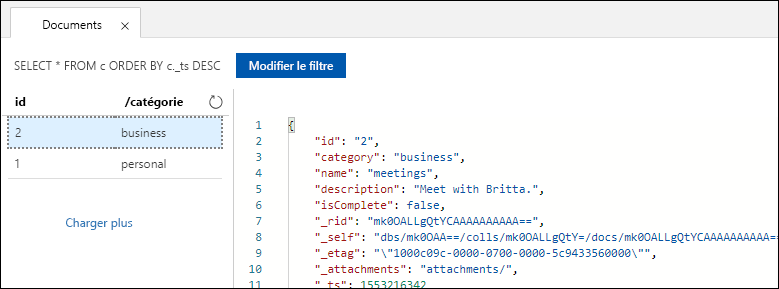 Documents
SELECT * FROM c ORDER BY c._ts DESC
Modifier le filtre
id /catégorie
2 business
1 personal
Charger plus
1 {
2 "id": "2",
3 "category": "business",
4 "name": "meetings",
5 "description": "Meet with Britta.",
6 "isComplete": false,
7 "_rid": "mk0OALLgQtYCAAAAAAAAAA==",
8 "_self": "dbs/mk0OAA==/colls/mk0OALLgQtY=/docs/mk0OALLgQtYCAAAAAAAAAA==
9 "_etag": "\"1000c09c-0000-0700-0000-5c9433560000\"",
10 "_attachments": "attachments/",
11 "_ts": 1553216342